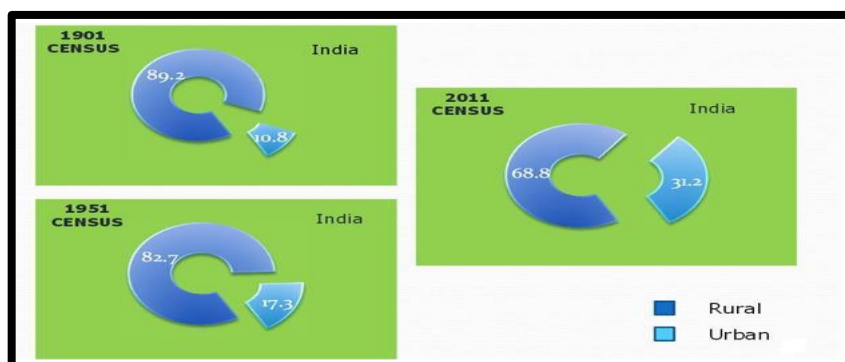 1901
CENSUS
India
89.2
10.8
1951
CENSUS
India
82.7
17.3
2011
CENSUS
India
68.8
31.2
Rural
Urban